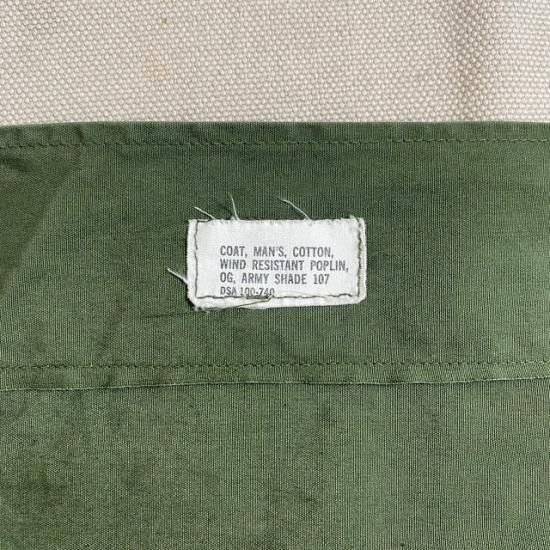 COAT, MAN'S, COTTON,
WIND RESISTANT POPLIN,
OG, ARMY SHADE 107
DSA 100-740